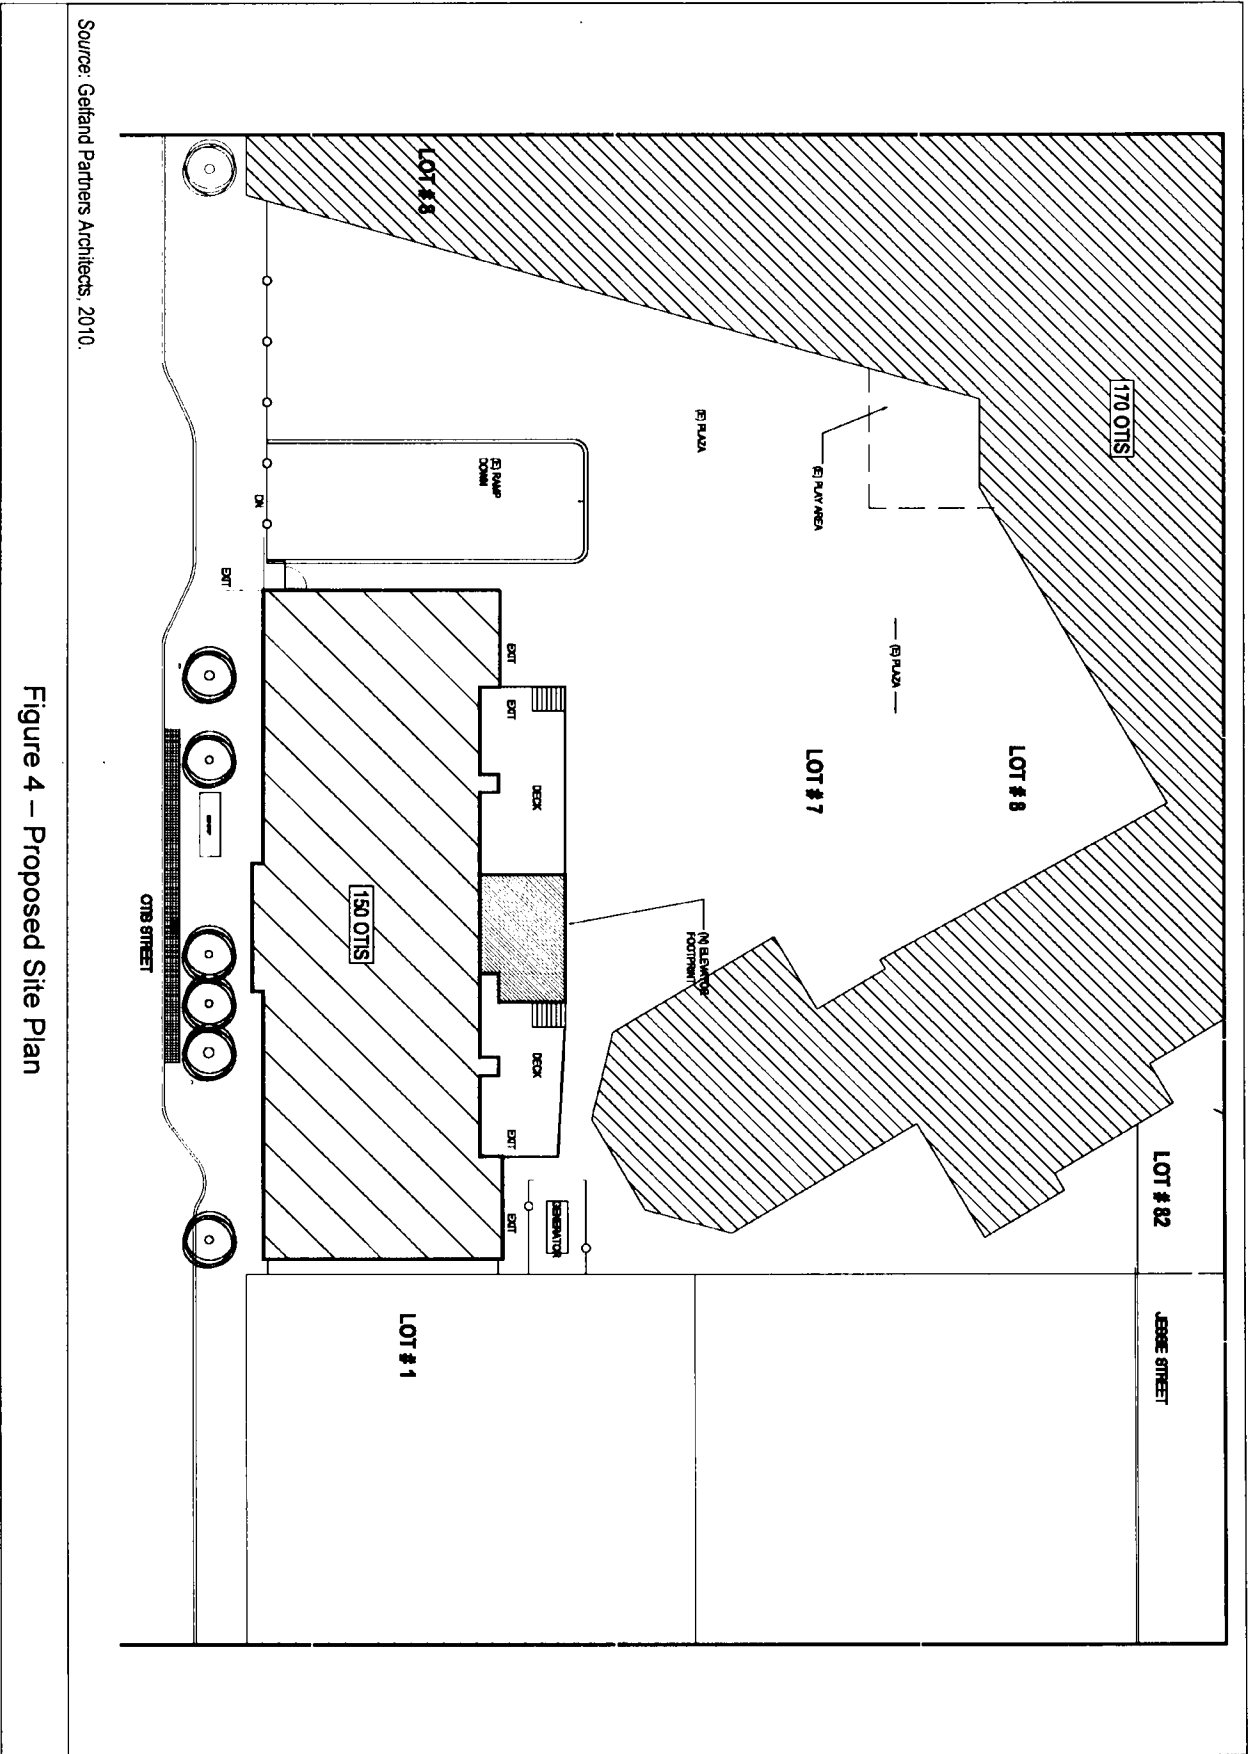 170 OTIS
LOT # 8
(E) PLAZA
(E) PLAY AREA
(E) PLAZA
LOT # 8
LOT # 7
LOT # 82
JESSE STREET
(E) RAMP
DOWN
DN
EXIT
EXIT
EXIT
DECK
(N) ELEVATOR
FOOTPRINT
DECK
EXIT
EXIT
GENERATOR
150 OTIS
LOT # 1
OTIS STREET
Source: Gelfand Partners Architects, 2010.
Figure 4 – Proposed Site Plan